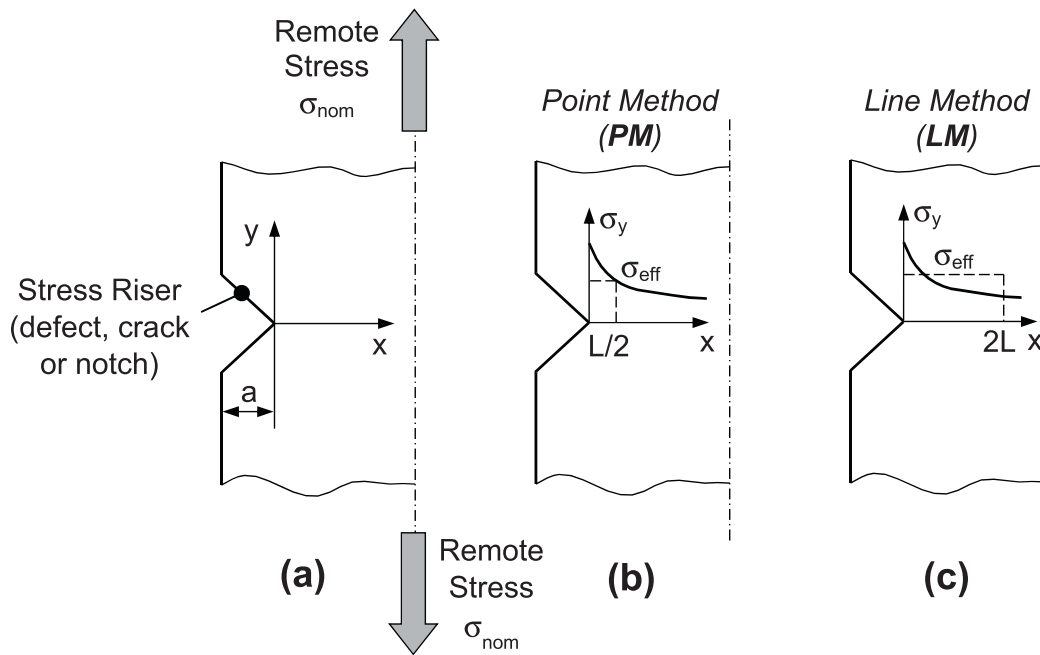 Remote
Stress
σnom
Point Method
(PM)
Line Method
(LM)
y
x
Stress Riser
(defect, crack
or notch)
a
σy
σeff
L/2
x
σy
σeff
2L
x
Remote
Stress
σnom
(a)
(b)
(c)